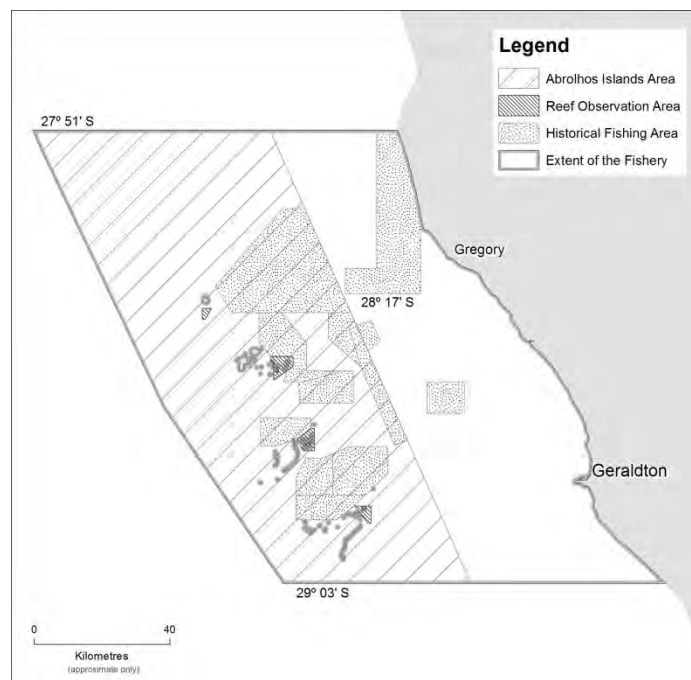 Legend
Abrolhos Islands Area
Reef Observation Area
Historical Fishing Area
Extent of the Fishery
27º 51' S
Gregory
28º 17' S
Geraldton
29º 03' S
0 40
Kilometres
(approximate only)